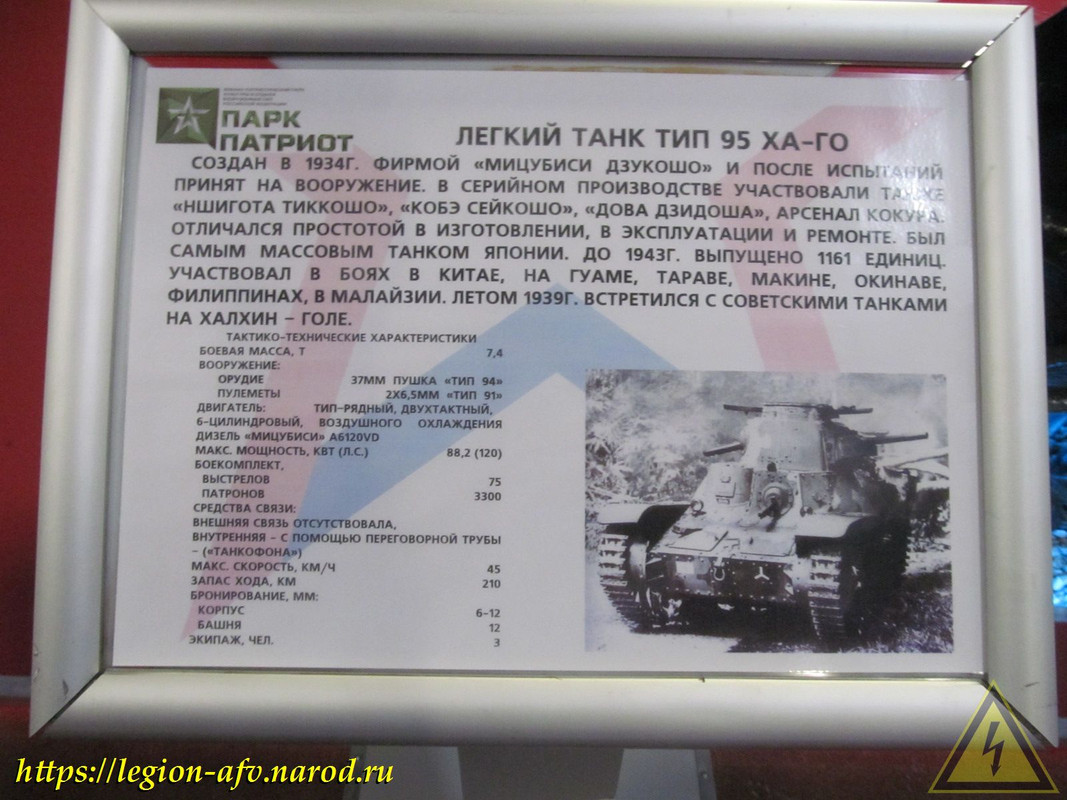 ПАРК
ПАТРИОТ
ЛЕГКИЙ ТАНК ТИП 95 ХА-ГО
СОЗДАН В 1934Г. ФИРМОЙ «МИЦУБИСИ ДЗУКОШО» И ПОСЛЕ ИСПЫТАНИЙ
ПРИНЯТ НА ВООРУЖЕНИЕ. В СЕРИЙНОМ ПРОИЗВОДСТВЕ УЧАСТВОВАЛИ ТАКЖЕ
«НШИГОТА ТИККОШО», «КОБЭ СЕЙКОШО», «ДОВА ДЗИДОША», АРСЕНАЛ КОКУРА.
ОТЛИЧАЛСЯ ПРОСТОТОЙ В ИЗГОТОВЛЕНИИ, В ЭКСПЛУАТАЦИИ И РЕМОНТЕ. БЫЛ
САМЫМ МАССОВЫМ ТАНКОМ ЯПОНИИ. ДО 1943Г. ВЫПУЩЕНО 1161 ЕДИНИЦ.
УЧАСТВОВАЛ В БОЯХ В КИТАЕ, НА ГУАМЕ, ТАРАВЕ, МАКИНЕ, ОКИНАВЕ,
ФИЛИППИНАХ, В МАЛАЙЗИИ. ЛЕТОМ 1939Г. ВСТРЕТИЛСЯ С СОВЕТСКИМИ ТАНКАМИ
НА ХАЛХИН – ГОЛЕ.
ТАКТИКО-ТЕХНИЧЕСКИЕ ХАРАКТЕРИСТИКИ
БОЕВАЯ МАССА, Т 7,4
ВООРУЖЕНИЕ:
ОРУДИЕ 37ММ ПУШКА «ТИП 94»
ПУЛЕМЕТЫ 2Х6,5ММ «ТИП 91»
ДВИГАТЕЛЬ: ТИП-РЯДНЫЙ, ДВУХТАКТНЫЙ,
6-ЦИЛИНДРОВЫЙ, ВОЗДУШНОГО ОХЛАЖДЕНИЯ
ДИЗЕЛЬ «МИЦУБИСИ» A6120VD
МАКС. МОЩНОСТЬ, КВТ (Л.С.) 88,2 (120)
БОЕКОМПЛЕКТ,
ВЫСТРЕЛОВ 75
ПАТРОНОВ 3300
СРЕДСТВА СВЯЗИ:
ВНЕШНЯЯ СВЯЗЬ ОТСУТСТВОВАЛА,
ВНУТРЕННЯЯ - С ПОМОЩЬЮ ПЕРЕГОВОРНОЙ ТРУБЫ
– («ТАНКОФОНА»)
МАКС. СКОРОСТЬ, КМ/Ч 45
ЗАПАС ХОДА, КМ 210
БРОНИРОВАНИЕ, ММ:
КОРПУС 6-12
БАШНЯ 12
ЭКИПАЖ, ЧЕЛ. 3
https://legion-afv.narod.ru